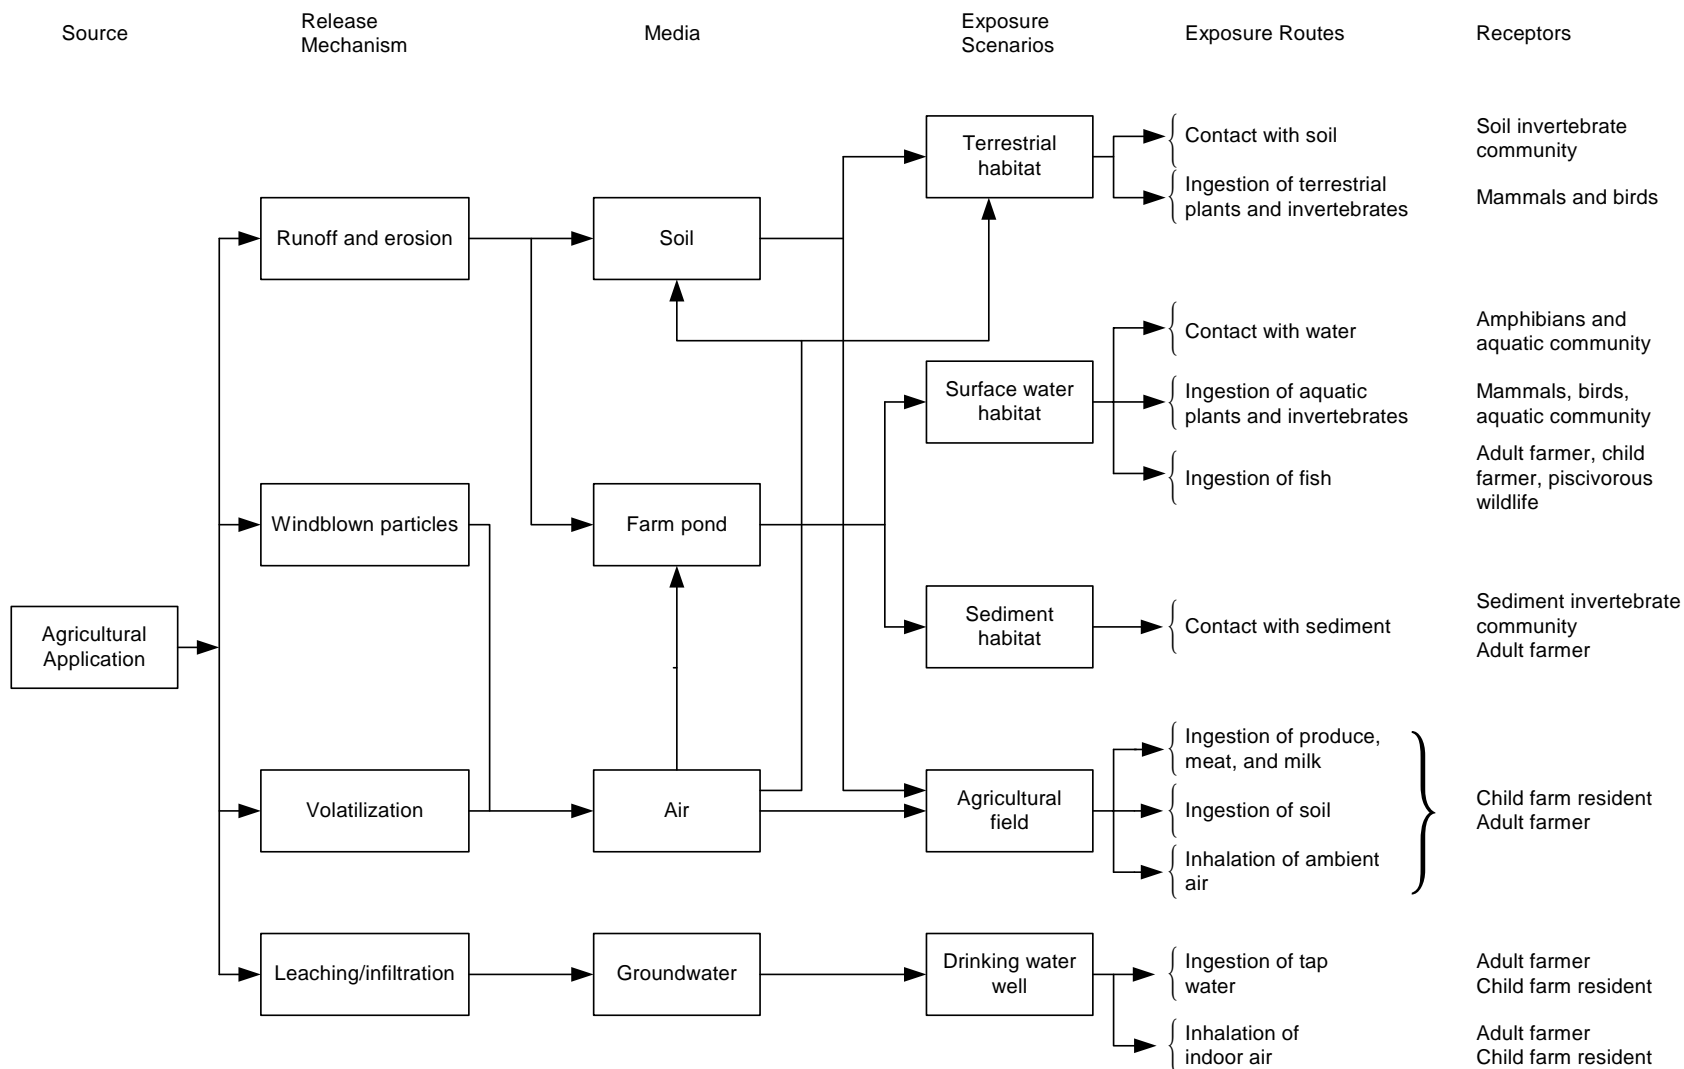 Source
Release
Mechanism
Media
Exposure
Scenarios
Exposure Routes
Receptors
Agricultural
Application
Runoff and erosion
Windblown particles
Volatilization
Leaching/infiltration
Soil
Farm pond
Air
Groundwater
Terrestrial
habitat
Surface water
habitat
Sediment
habitat
Agricultural
field
Drinking water
well
Contact with soil
Soil invertebrate
community
Ingestion of terrestrial
plants and invertebrates
Mammals and birds
Contact with water
Amphibians and
aquatic community
Ingestion of aquatic
plants and invertebrates
Mammals, birds,
aquatic community
Ingestion of fish
Adult farmer, child
farmer, piscivorous
wildlife
Contact with sediment
Sediment invertebrate
community
Adult farmer
Ingestion of produce,
meat, and milk
Ingestion of soil
Inhalation of ambient
air
Child farm resident
Adult farmer
Ingestion of tap
water
Adult farmer
Child farm resident
Inhalation of
indoor air
Adult farmer
Child farm resident